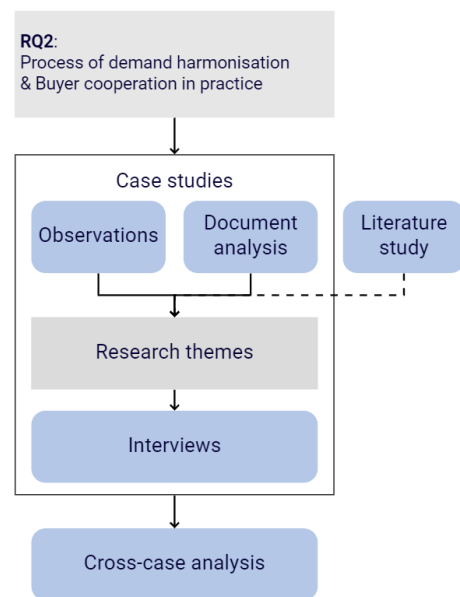 RQ2:
Process of demand harmonisation
& Buyer cooperation in practice
Case studies
Observations
Document
analysis
Literature
study
Research themes
Interviews
Cross-case analysis